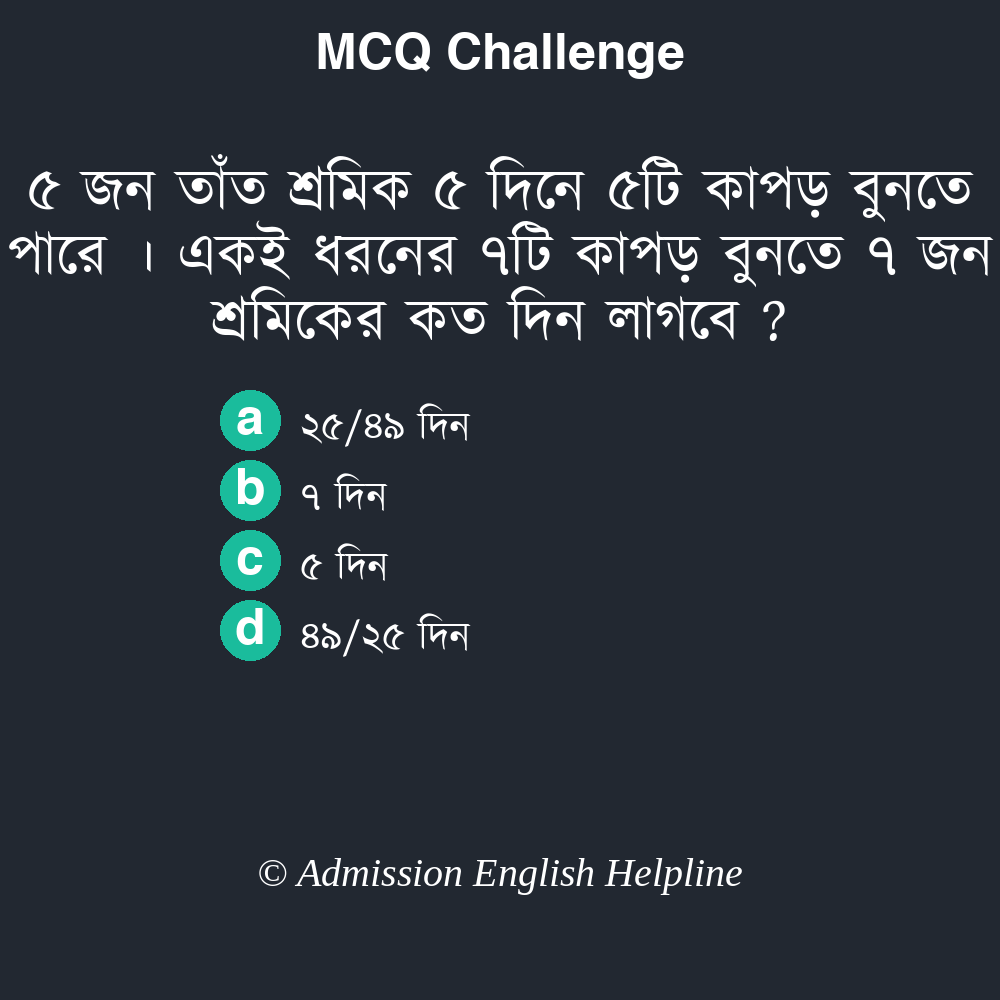 MCQ Challenge
৫ জন তাঁত শ্রমিক ৫ দিনে ৫টি কাপড় বুনতে
পারে । একই ধরনের ৭টি কাপড় বুনতে ৭ জন
শ্রমিকের কত দিন লাগবে ?
a ২৫/৪৯ দিন
b ৭ দিন
c ৫ দিন
d ৪৯/২৫ দিন
© Admission English Helpline